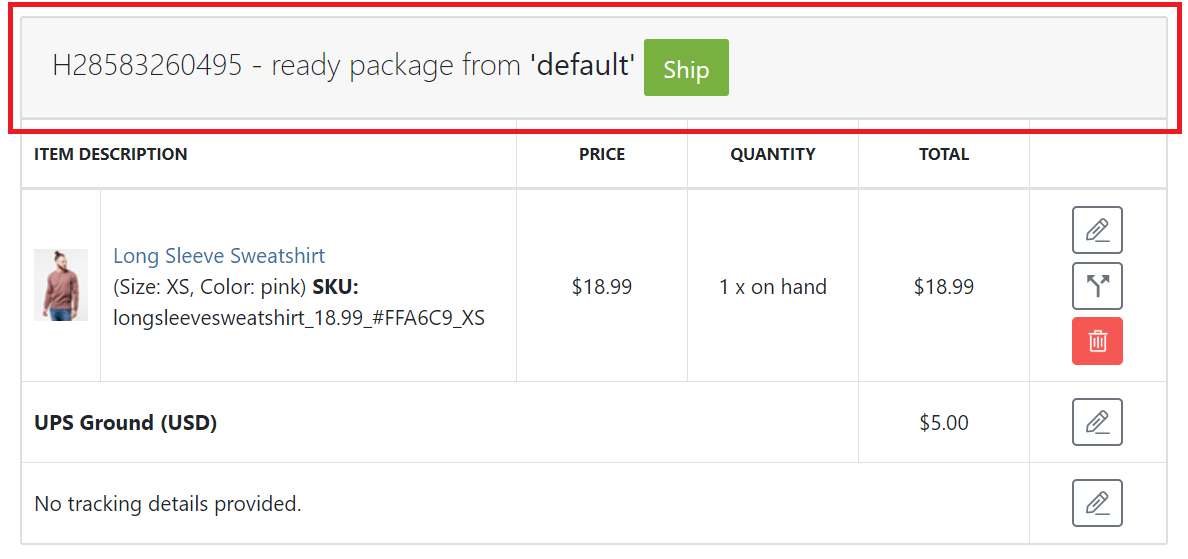 H28583260495 - ready package from 'default' Ship
ITEM DESCRIPTION PRICE QUANTITY TOTAL
Long Sleeve Sweatshirt
(Size: XS, Color: pink) SKU:
longsleevesweatshirt_18.99_#FFA6C9_XS
$18.99 1 x on hand $18.99
UPS Ground (USD) $5.00
No tracking details provided.